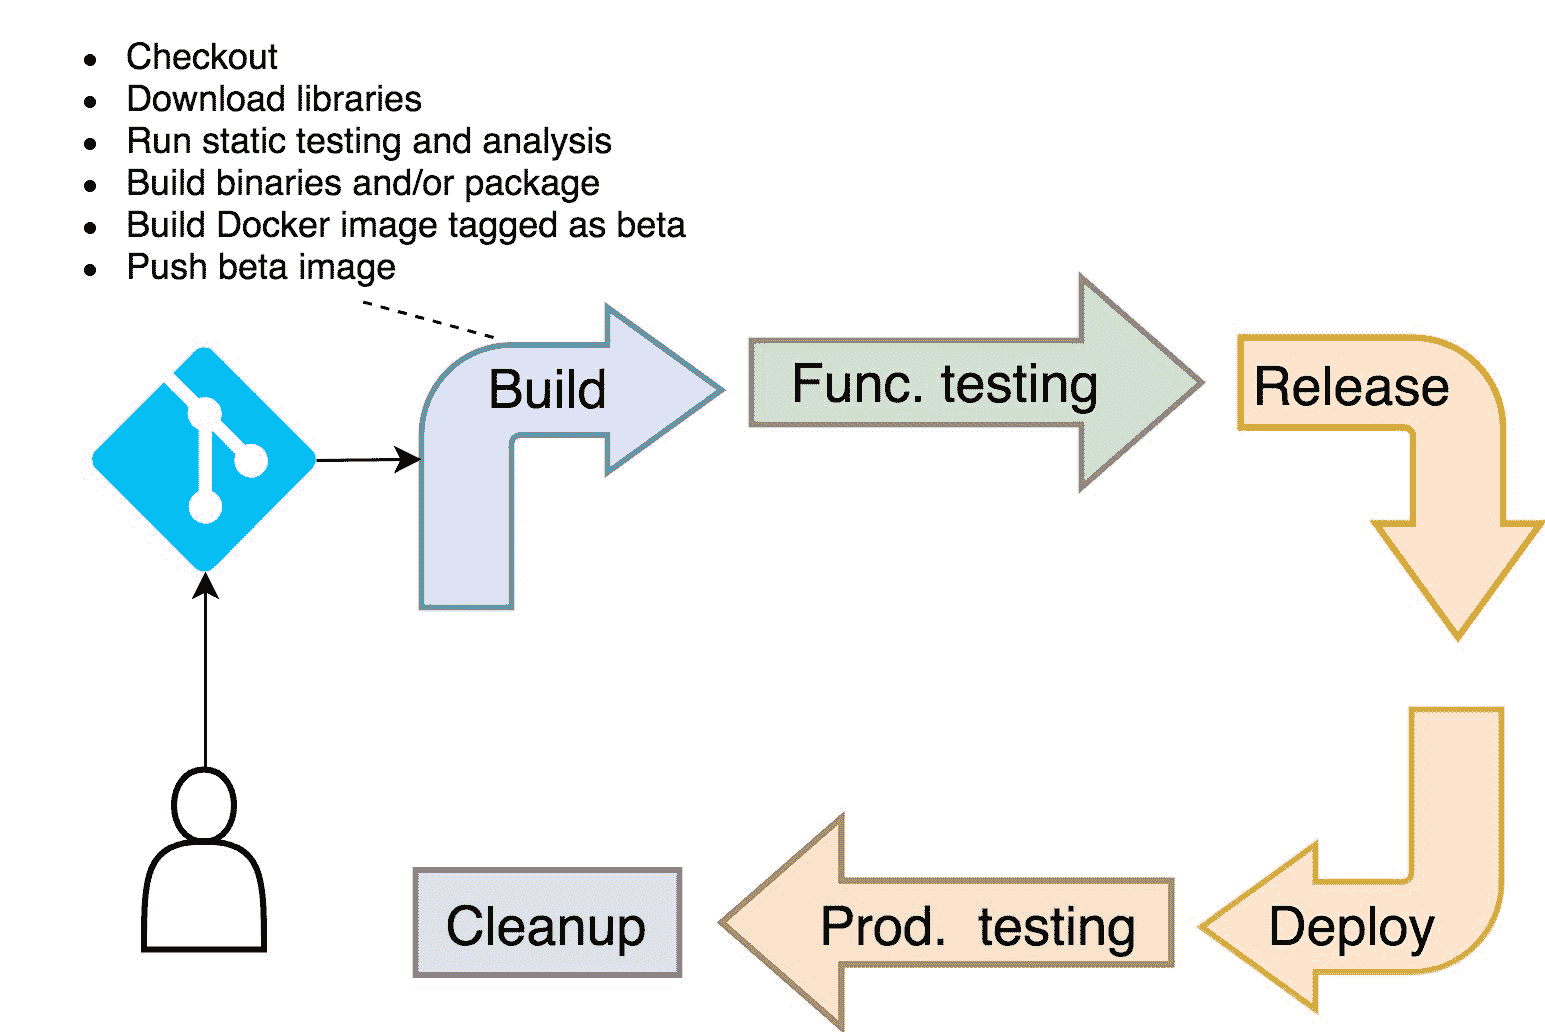 Checkout
Download libraries
Run static testing and analysis
Build binaries and/or package
Build Docker image tagged as beta
Push beta image
Build
Func. testing
Release
Deploy
Prod. testing
Cleanup